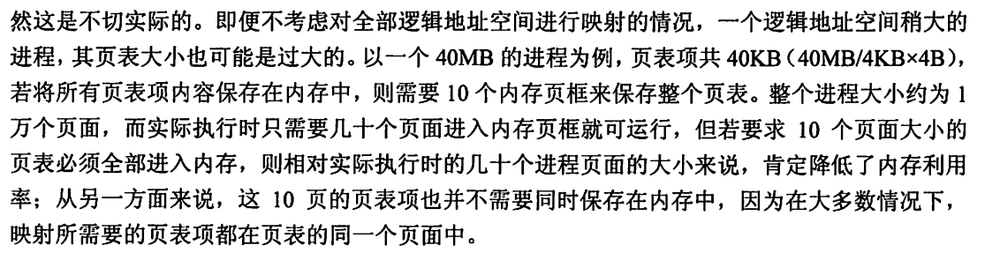 然这是不切实际的。即便不考虑对全部逻辑地址空间进行映射的情况，一个逻辑地址空间稍大的
进程，其页表大小也可能是过大的。以一个 40MB 的进程为例，页表项共 40KB（40MB/4KB×4B），
若将所有页表项内容保存在内存中，则需要 10 个内存页框来保存整个页表。整个进程大小约为 1
万个页面，而实际执行时只需要几十个页面进入内存页框就可运行，但若要求 10 个页面大小的
页表必须全部进入内存，则相对实际执行时的几十个进程页面的大小来说，肯定降低了内存利用
率；从另一方面来说，这 10 页的页表项也并不需要同时保存在内存中，因为在大多数情况下，
映射所需要的页表项都在页表的同一个页面中。